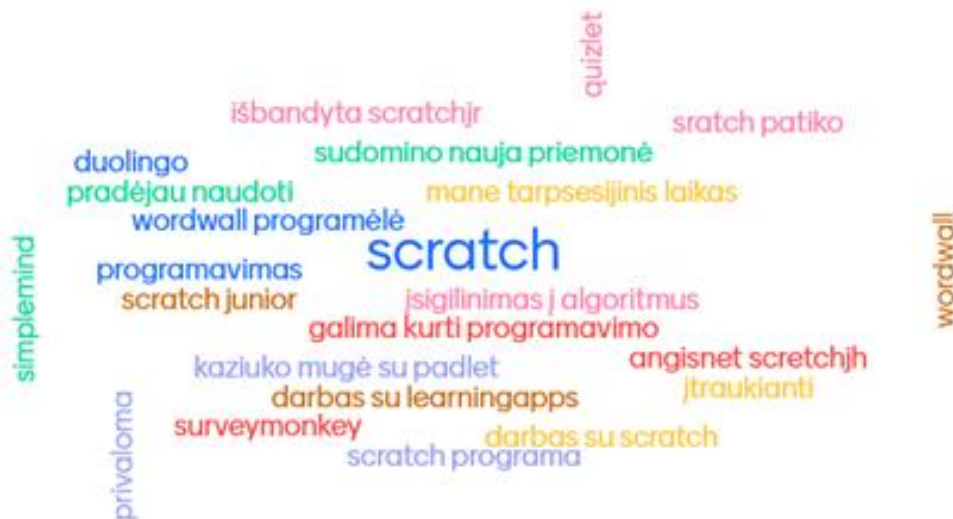 quizlet
išbandyta scratchjr
sratch patiko
sudomino nauja priemonė
duolingo
pradėjau naudoti
mane tarpsesijinis laikas
wordwall programėlė
scratch
wordwall
simplemind
programavimas
scratch junior
įsigilinimas į algoritmus
galima kurti programavimo
angisnet scretchjh
kaziuko mugė su padlet
įtraukianti
darbas su learningapps
surveymonkey
darbas su scratch
scratch programa
privaloma